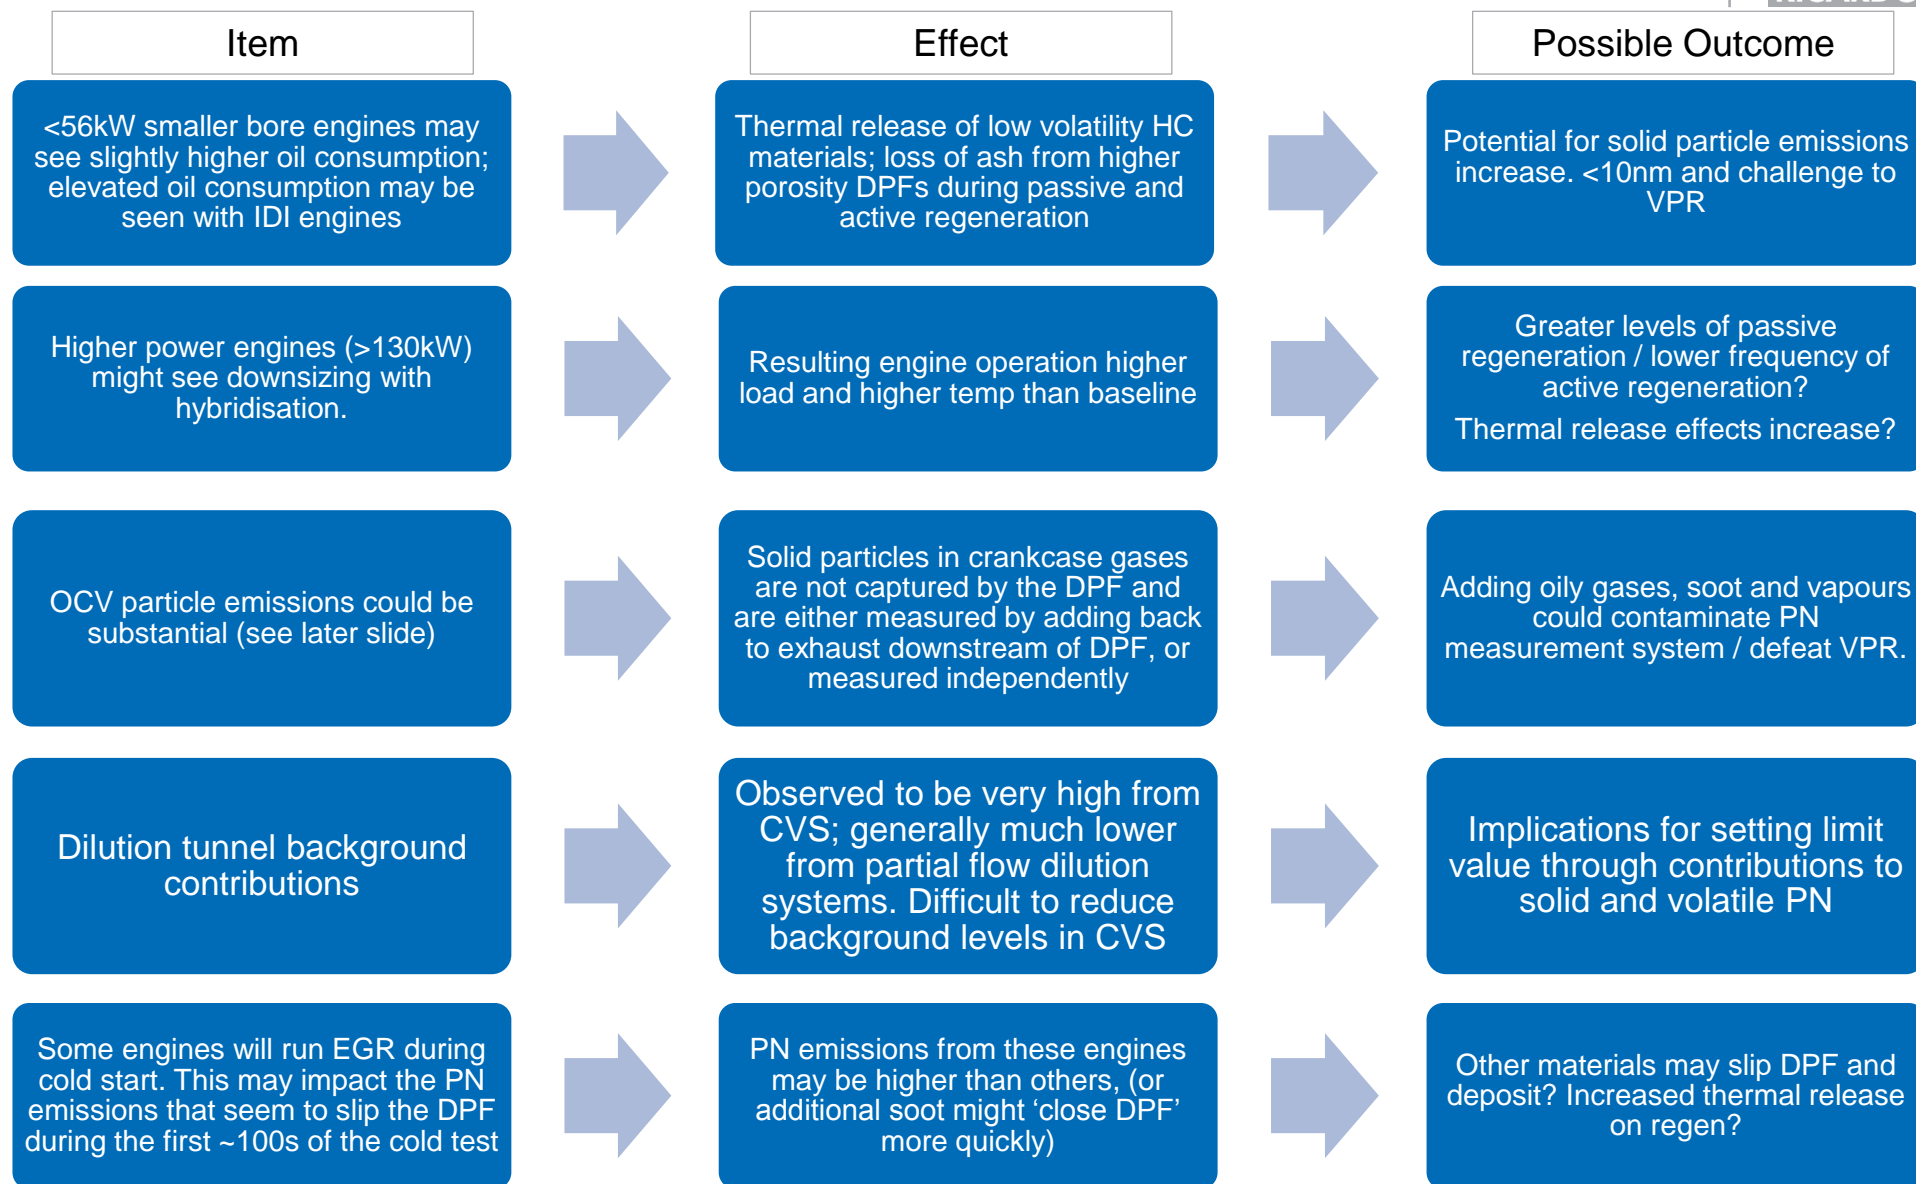 Item
Effect
Possible Outcome
<56kW smaller bore engines may
see slightly higher oil consumption;
elevated oil consumption may be
seen with IDI engines
Thermal release of low volatility HC
materials; loss of ash from higher
porosity DPFs during passive and
active regeneration
Potential for solid particle emissions
increase. <10nm and challenge to
VPR
Higher power engines (>130kW)
might see downsizing with
hybridisation.
Resulting engine operation higher
load and higher temp than baseline
Greater levels of passive
regeneration / lower frequency of
active regeneration?
Thermal release effects increase?
OCV particle emissions could be
substantial (see later slide)
Solid particles in crankcase gases
are not captured by the DPF and
are either measured by adding back
to exhaust downstream of DPF, or
measured independently
Adding oily gases, soot and vapours
could contaminate PN
measurement system / defeat VPR.
Dilution tunnel background
contributions
Observed to be very high from
CVS; generally much lower
from partial flow dilution
systems. Difficult to reduce
background levels in CVS
Implications for setting limit
value through contributions to
solid and volatile PN
Some engines will run EGR during
cold start. This may impact the PN
emissions that seem to slip the DPF
during the first ~100s of the cold test
PN emissions from these engines
may be higher than others, (or
additional soot might ‘close DPF’
more quickly)
Other materials may slip DPF and
deposit? Increased thermal release
on regen?